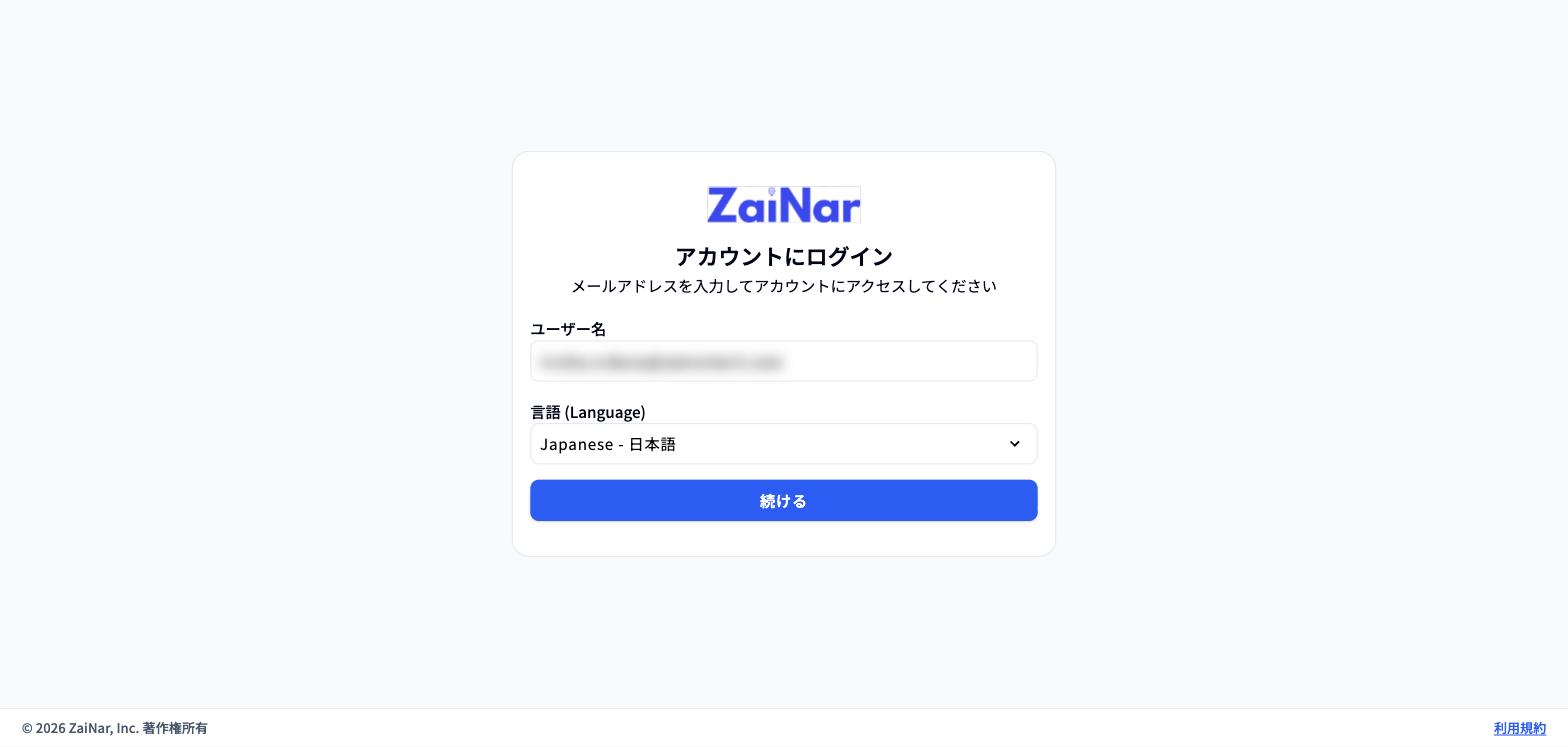 ZaiNar
アカウントにログイン
メールアドレスを入力してアカウントにアクセスしてください
ユーザー名
言語 (Language)
Japanese - 日本語
続ける
© 2026 ZaiNar, Inc. 著作権所有
利用規約